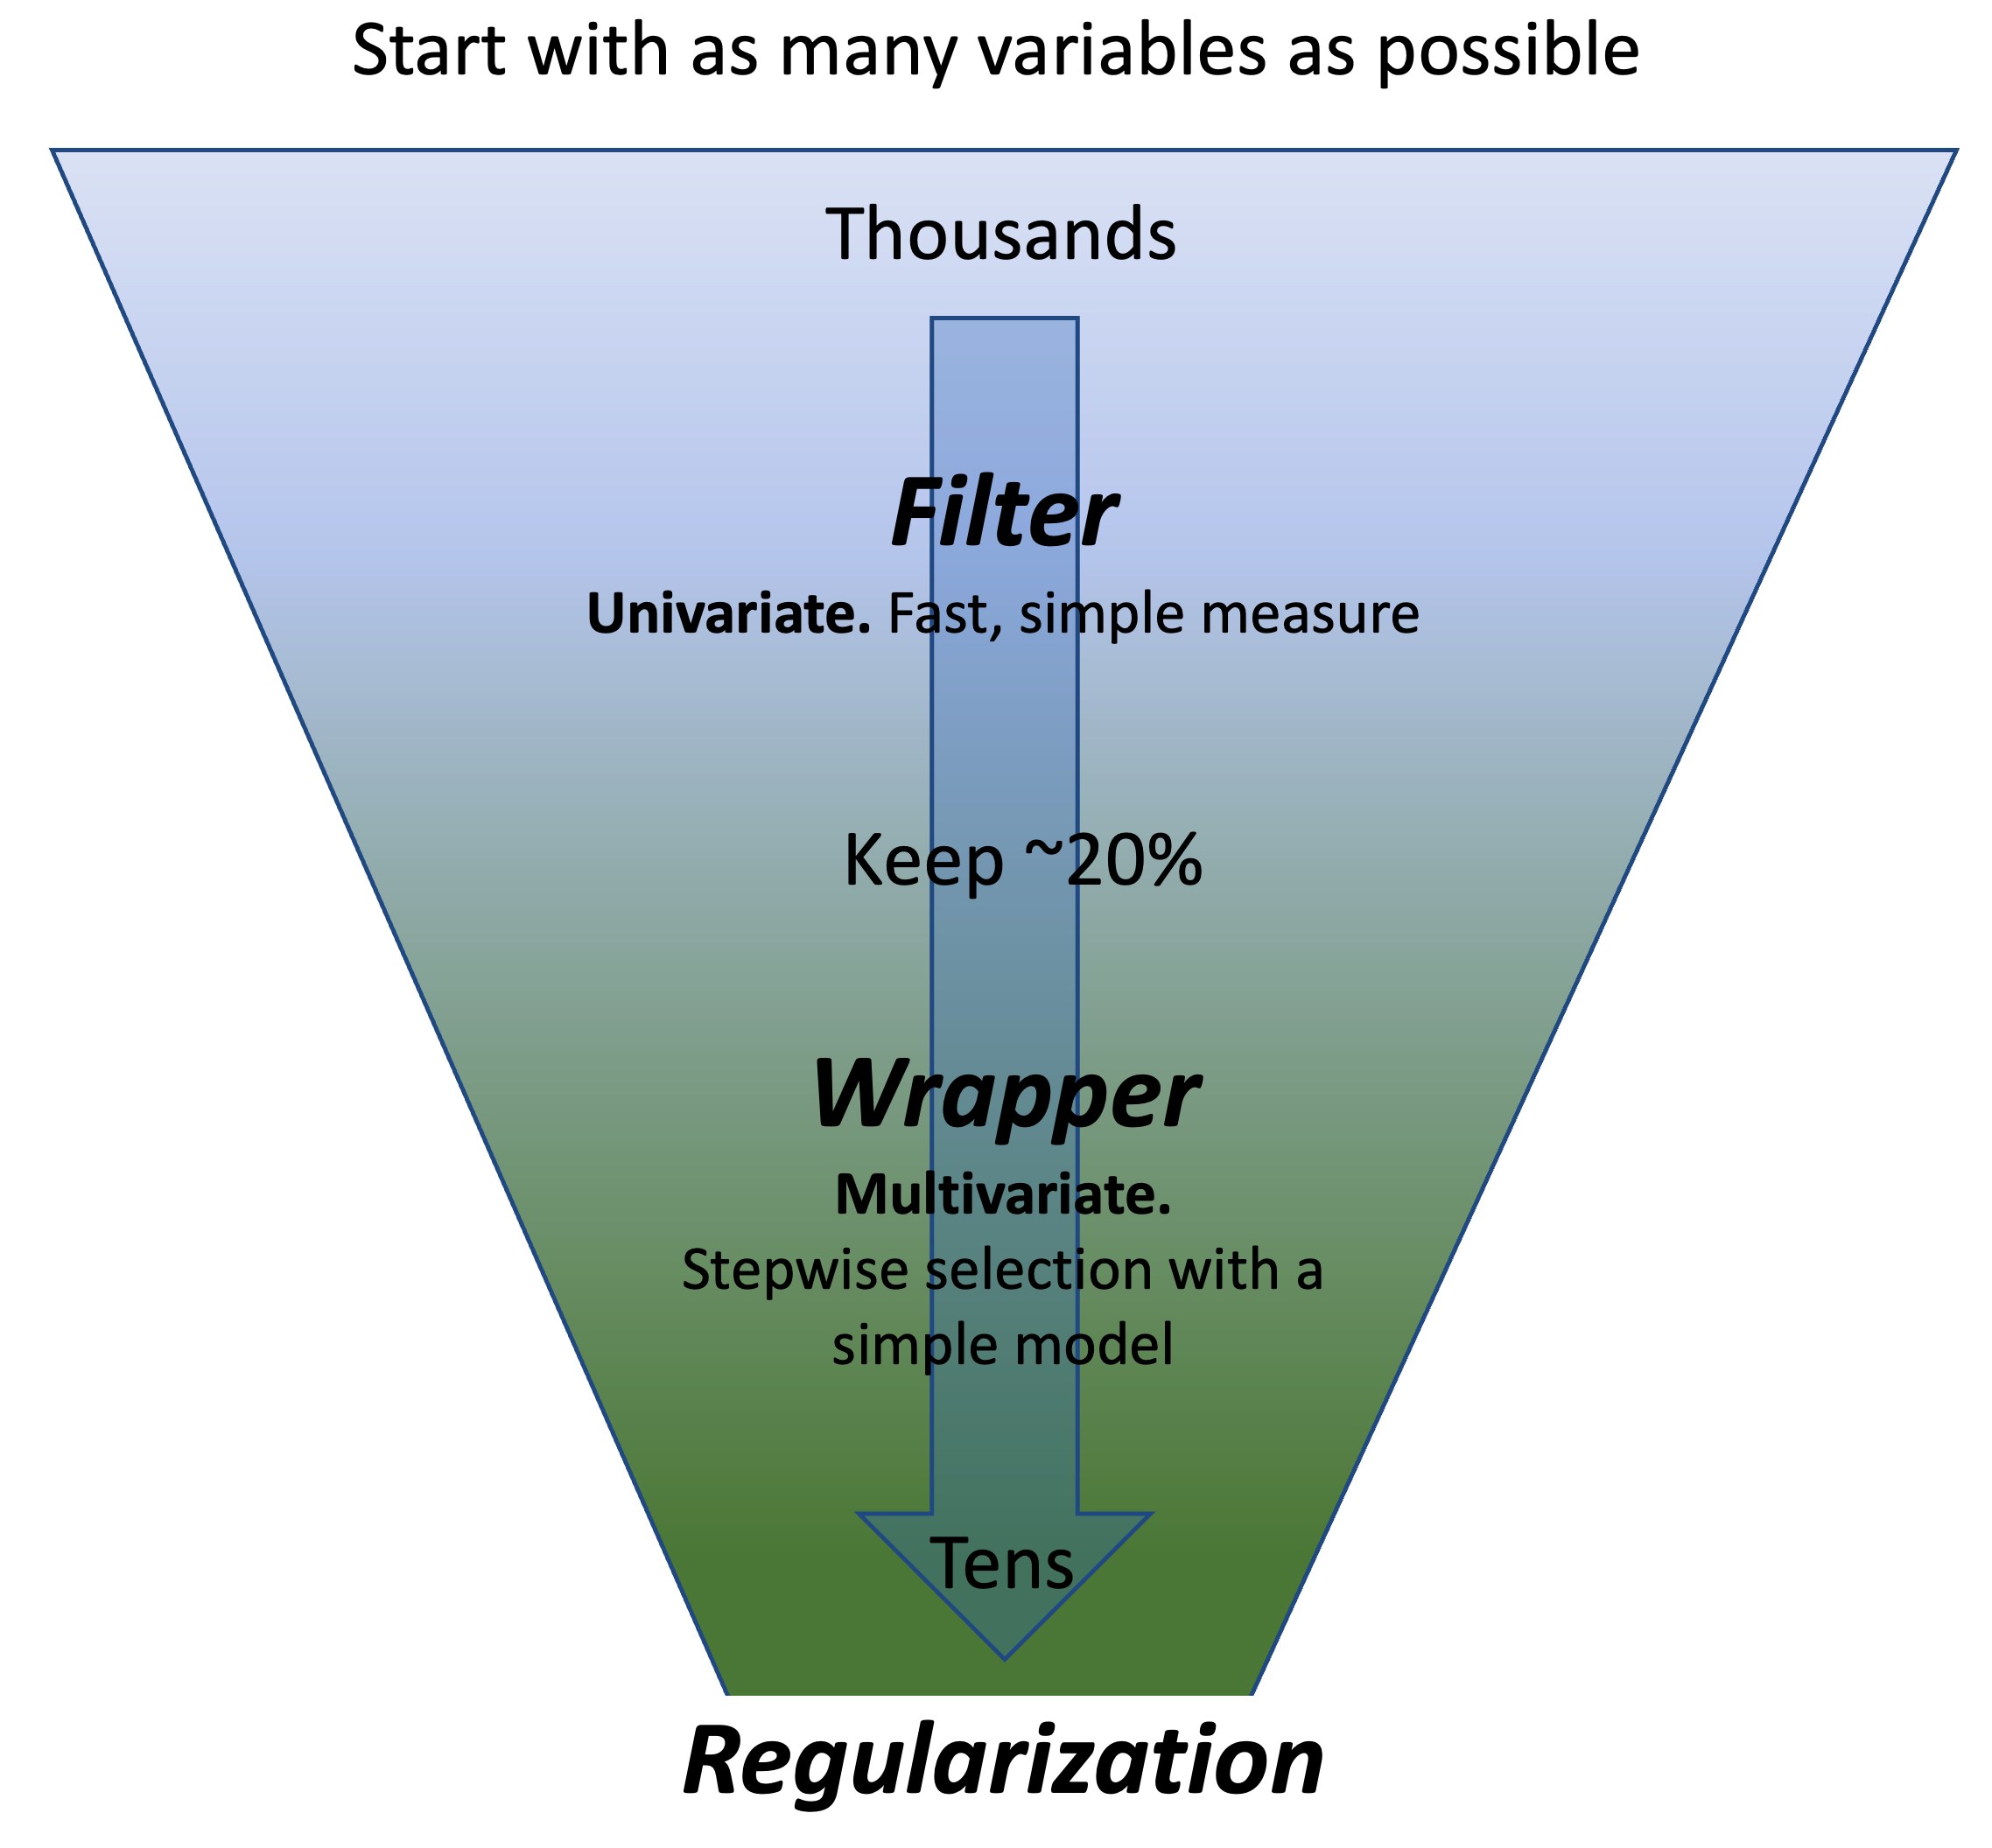 Start with as many variables as possible
Thousands
Filter
Univariate. Fast, simple measure
Keep ~20%
Wrapper
Multivariate.
Stepwise selection with a
simple model
Tens
Regularization